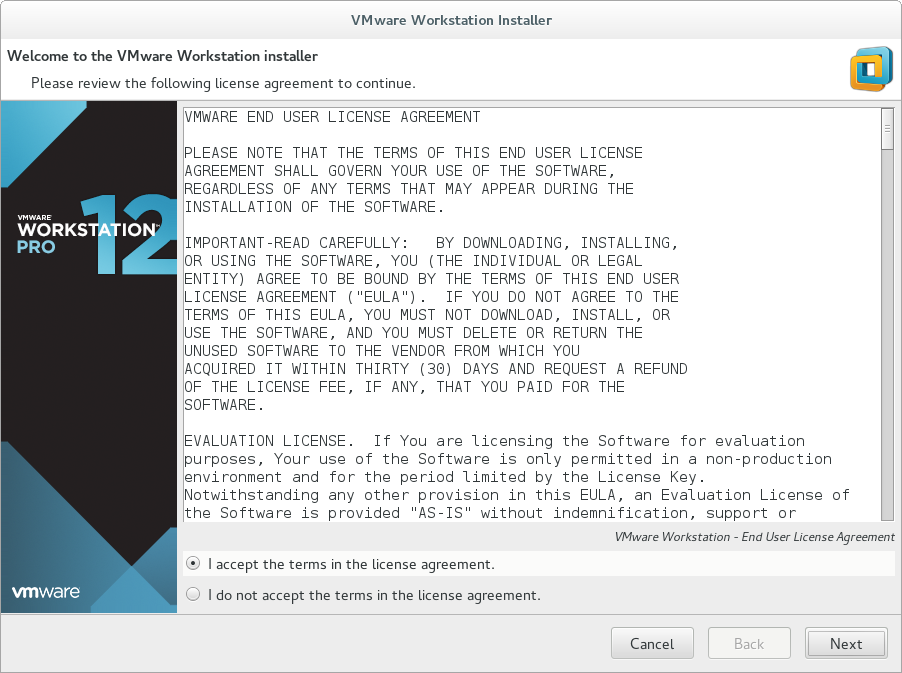 VMware Workstation Installer
Welcome to the VMware Workstation installer
Please review the following license agreement to continue.
VMWARE
WORKSTATION
PRO
12
vmware
VMWARE END USER LICENSE AGREEMENT
PLEASE NOTE THAT THE TERMS OF THIS END USER LICENSE
AGREEMENT SHALL GOVERN YOUR USE OF THE SOFTWARE,
REGARDLESS OF ANY TERMS THAT MAY APPEAR DURING THE
INSTALLATION OF THE SOFTWARE.
IMPORTANT-READ CAREFULLY:   BY DOWNLOADING, INSTALLING,
OR USING THE SOFTWARE, YOU (THE INDIVIDUAL OR LEGAL
ENTITY) AGREE TO BE BOUND BY THE TERMS OF THIS END USER
LICENSE AGREEMENT ("EULA").  IF YOU DO NOT AGREE TO THE
TERMS OF THIS EULA, YOU MUST NOT DOWNLOAD, INSTALL, OR
USE THE SOFTWARE, AND YOU MUST DELETE OR RETURN THE
UNUSED SOFTWARE TO THE VENDOR FROM WHICH YOU
ACQUIRED IT WITHIN THIRTY (30) DAYS AND REQUEST A REFUND
OF THE LICENSE FEE, IF ANY, THAT YOU PAID FOR THE
SOFTWARE.
EVALUATION LICENSE.  If You are licensing the Software for evaluation
purposes, Your use of the Software is only permitted in a non-production
environment and for the period limited by the License Key.
Notwithstanding any other provision in this EULA, an Evaluation License of
the Software is provided "AS-IS" without indemnification, support or
VMware Workstation - End User License Agreement
I accept the terms in the license agreement.
I do not accept the terms in the license agreement.
Cancel
Back
Next